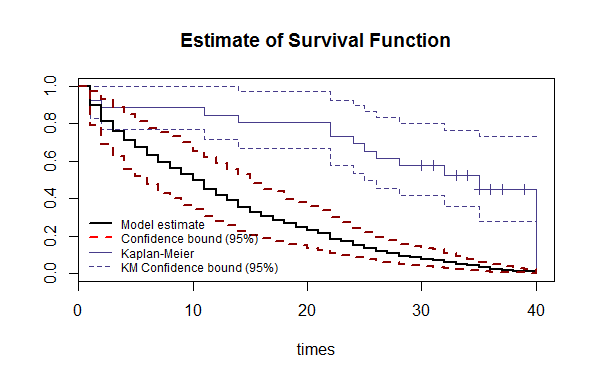 Estimate of Survival Function
1.0
0.8
0.6
0.4
0.2
0.0
Model estimate
Confidence bound (95%)
Kaplan-Meier
KM Confidence bound (95%)
0 10 20 30 40
times